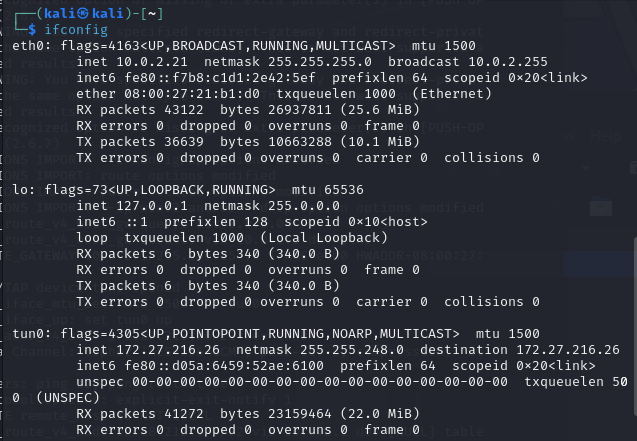 ┌──(kali㉿kali)-[~]
└─$ ifconfig
eth0: flags=4163<UP,BROADCAST,RUNNING,MULTICAST>  mtu 1500
        inet 10.0.2.21  netmask 255.255.255.0  broadcast 10.0.2.255
        inet6 fe80::f7b8:c1d1:2e42:5ef  prefixlen 64  scopeid 0×20<link>
        ether 08:00:27:21:b1:d0  txqueuelen 1000  (Ethernet)
        RX packets 43122  bytes 26937811 (25.6 MiB)
        RX errors 0  dropped 0  overruns 0  frame 0
        TX packets 36639  bytes 10663288 (10.1 MiB)
        TX errors 0  dropped 0 overruns 0  carrier 0  collisions 0

lo: flags=73<UP,LOOPBACK,RUNNING>  mtu 65536
        inet 127.0.0.1  netmask 255.0.0.0
        inet6 ::1  prefixlen 128  scopeid 0×10<host>
        loop  txqueuelen 1000  (Local Loopback)
        RX packets 6  bytes 340 (340.0 B)
        RX errors 0  dropped 0  overruns 0  frame 0
        TX packets 6  bytes 340 (340.0 B)
        TX errors 0  dropped 0 overruns 0  carrier 0  collisions 0

tun0: flags=4305<UP,POINTOPOINT,RUNNING,NOARP,MULTICAST>  mtu 1500
        inet 172.27.216.26  netmask 255.255.248.0  destination 172.27.216.26
        inet6 fe80::d05a:6459:52ae:6100  prefixlen 64  scopeid 0×20<link>
        unspec 00-00-00-00-00-00-00-00-00-00-00-00-00-00-00-00  txqueuelen 50
0  (UNSPEC)
        RX packets 41272  bytes 23159464 (22.0 MiB)
        RX errors 0  dropped 0  overruns 0  frame 0